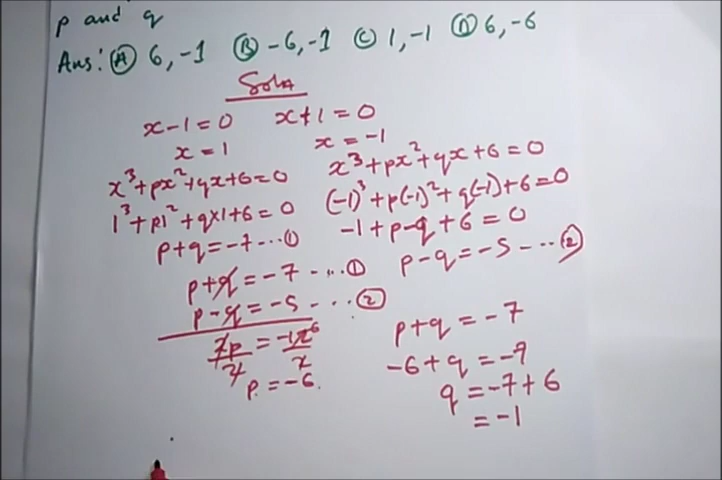 p and q
Ans: A 6, -1 B -6, -1 C 1, -1 D 6, -6
Soln
x-1=0 x+1=0
x=1 x=-1
x³+px²+qx+6=0
1³+p1²+q×1+6=0
p+q=-7 ...①
x³+px²+qx+6=0
(-1)³+p(-1)²+q(-1)+6=0
-1+p-q+6=0
p-q=-5 ...②
p+q=-7 ...①
p-q=-5 ...②
2p/2=-12/2 6
p=-6
p+q=-7
-6+q=-7
q=-7+6
=-1